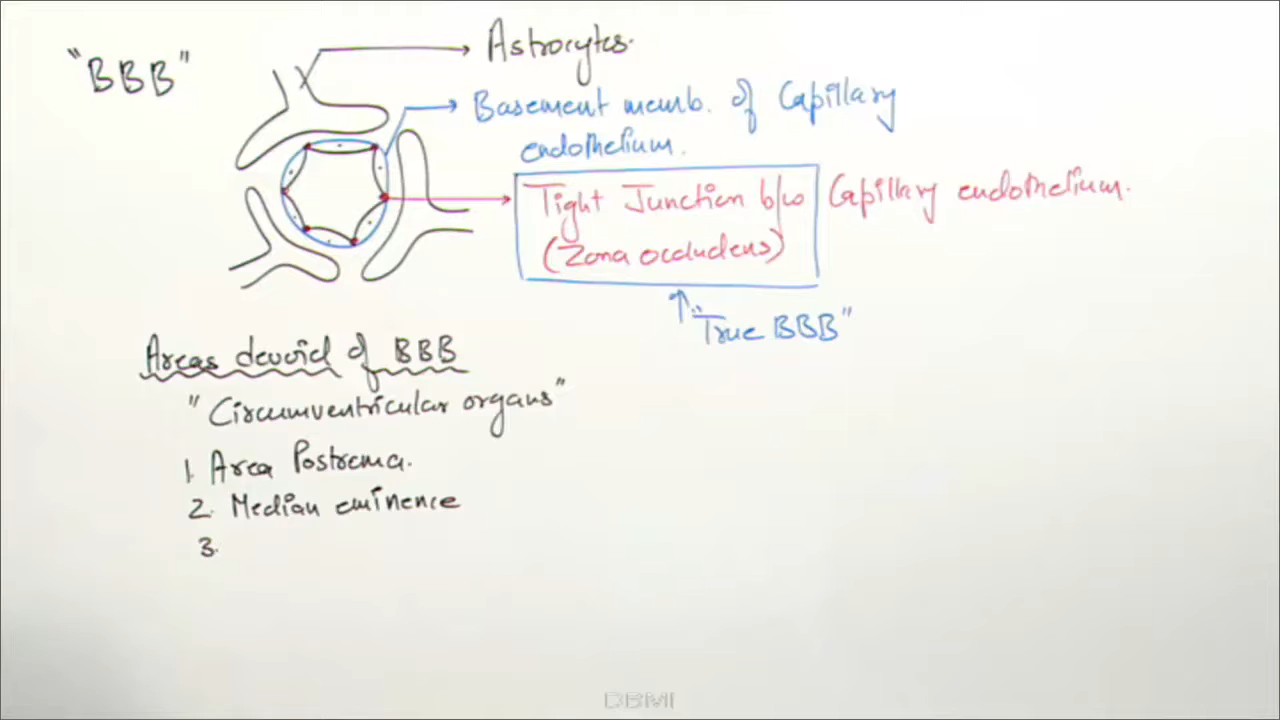 "BBB"
Astrocytes.
Basement memb. of Capillary
endothelium.
Tight Junction b/w Capillary endothelium.
(Zona occludens)
"True BBB"
Areas devoid of BBB
"Circumventricular organs"
1. Area Postrema.
2. Median eminence
3.
DBMI